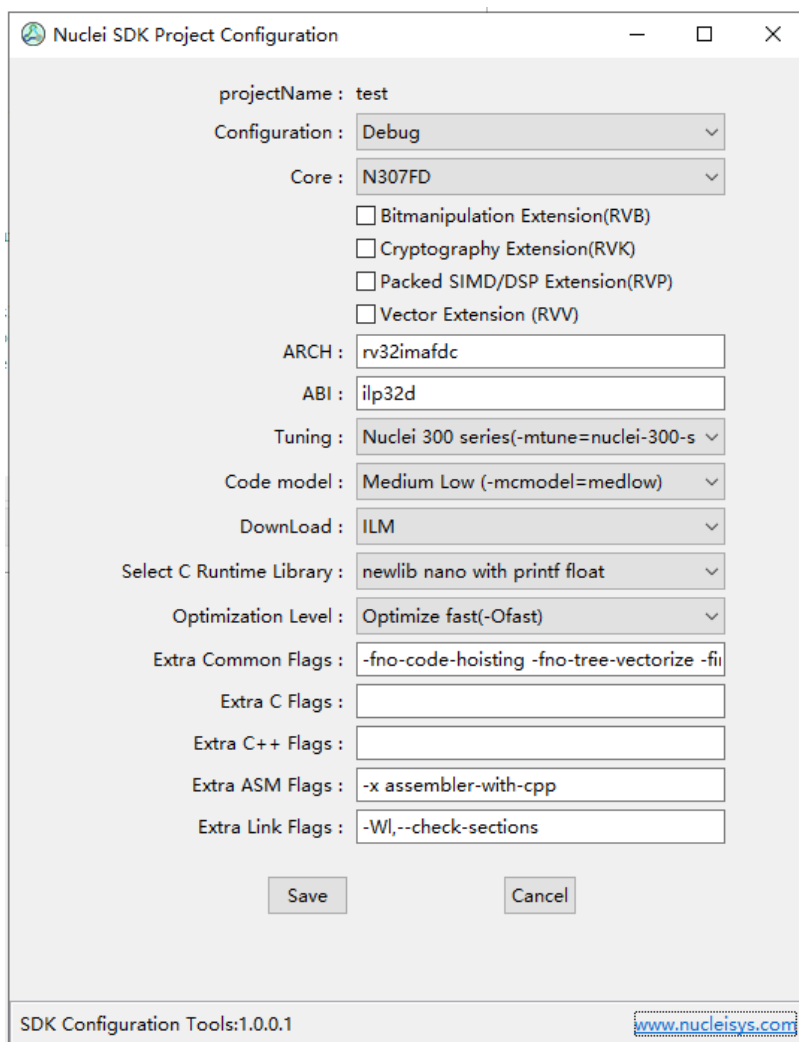 Nuclei SDK Project Configuration
projectName : test
Configuration : Debug
Core : N307FD
Bitmanipulation Extension(RVB)
Cryptography Extension(RVK)
Packed SIMD/DSP Extension(RVP)
Vector Extension (RVV)
ARCH : rv32imafdc
ABI : ilp32d
Tuning : Nuclei 300 series(-mtune=nuclei-300-s
Code model : Medium Low (-mcmodel=medlow)
DownLoad : ILM
Select C Runtime Library : newlib nano with printf float
Optimization Level : Optimize fast(-Ofast)
Extra Common Flags : -fno-code-hoisting -fno-tree-vectorize
Extra C Flags :
Extra C++ Flags :
Extra ASM Flags : -x assembler-with-cpp
Extra Link Flags : -Wl,--check-sections
Save Cancel
SDK Configuration Tools:1.0.0.1 www.nucleisys.com